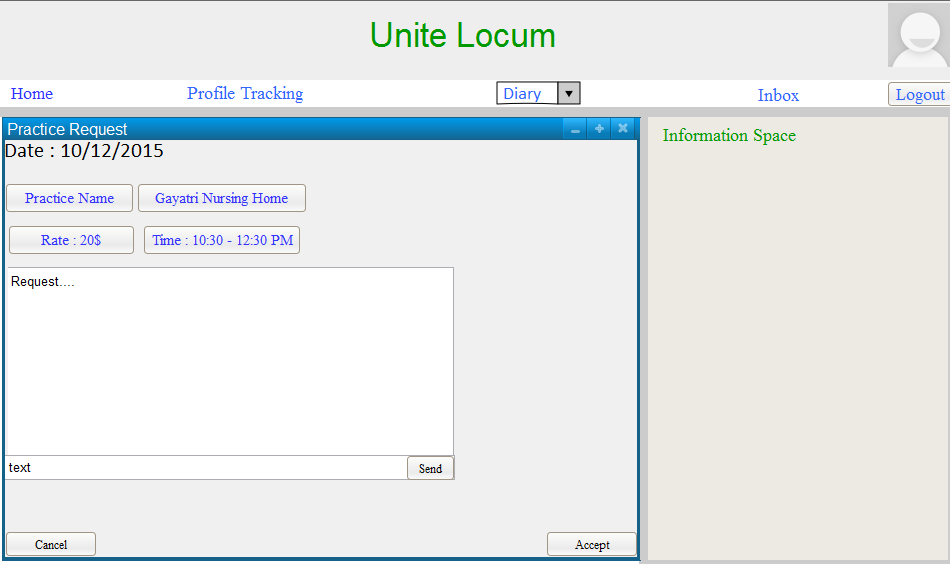 Unite Locum
Home Profile Tracking Diary Inbox Logout
Practice Request
Date : 10/12/2015
Practice Name Gayatri Nursing Home
Rate : 20$ Time : 10:30 - 12:30 PM
Request....
text Send
Cancel Accept
Information Space